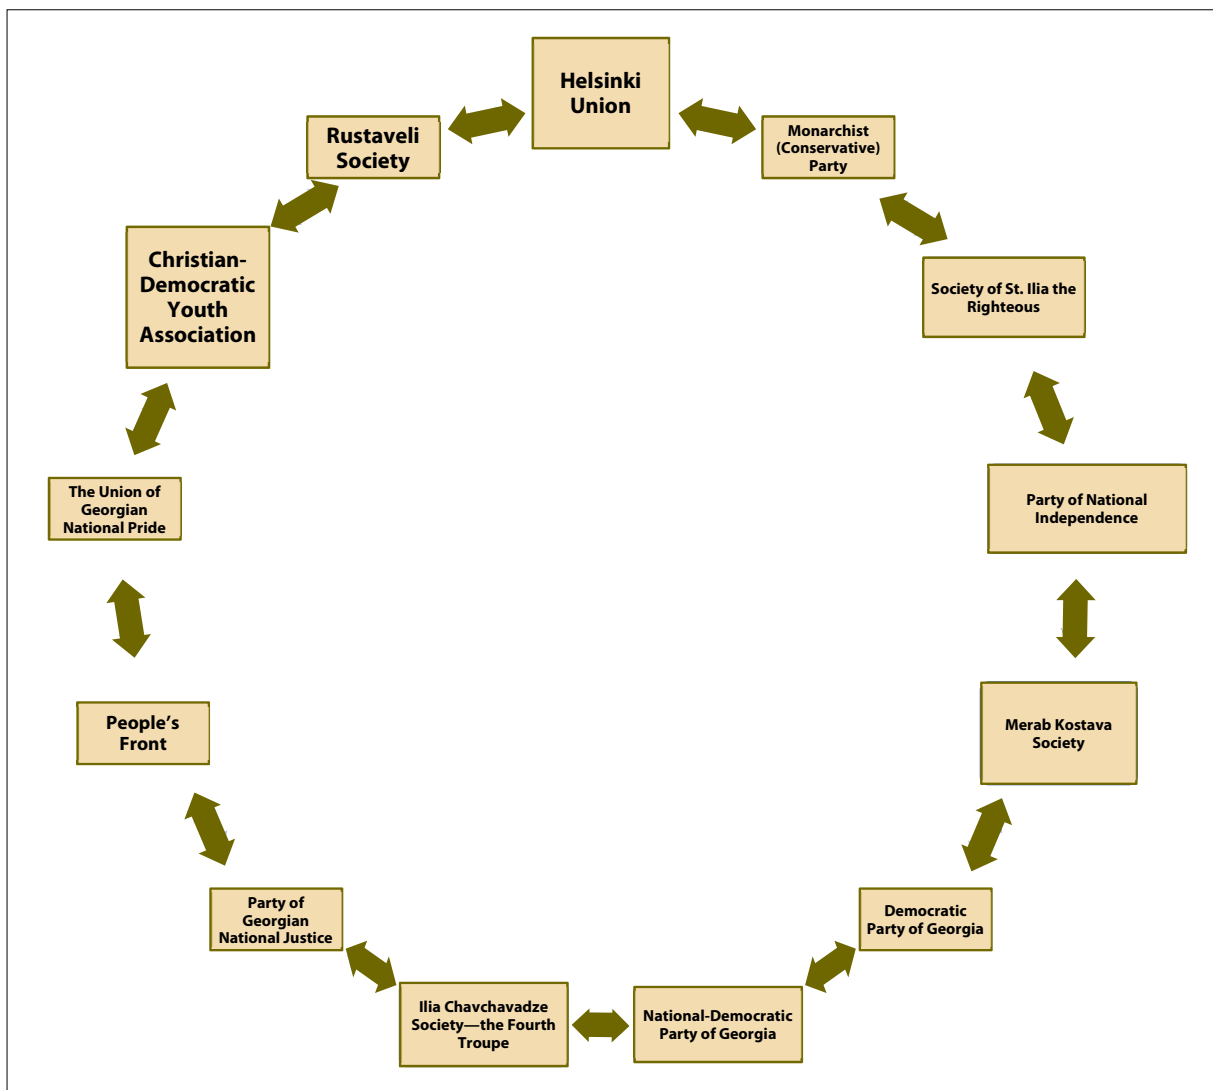 Helsinki
Union
Rustaveli
Society
Monarchist
(Conservative)
Party
Christian-
Democratic
Youth
Association
Society of St. Ilia the
Righteous
The Union of
Georgian
National Pride
Party of National
Independence
People’s
Front
Merab Kostava
Society
Party of
Georgian
National Justice
Democratic
Party of Georgia
Ilia Chavchavadze
Society—the Fourth
Troupe
National-Democratic
Party of Georgia